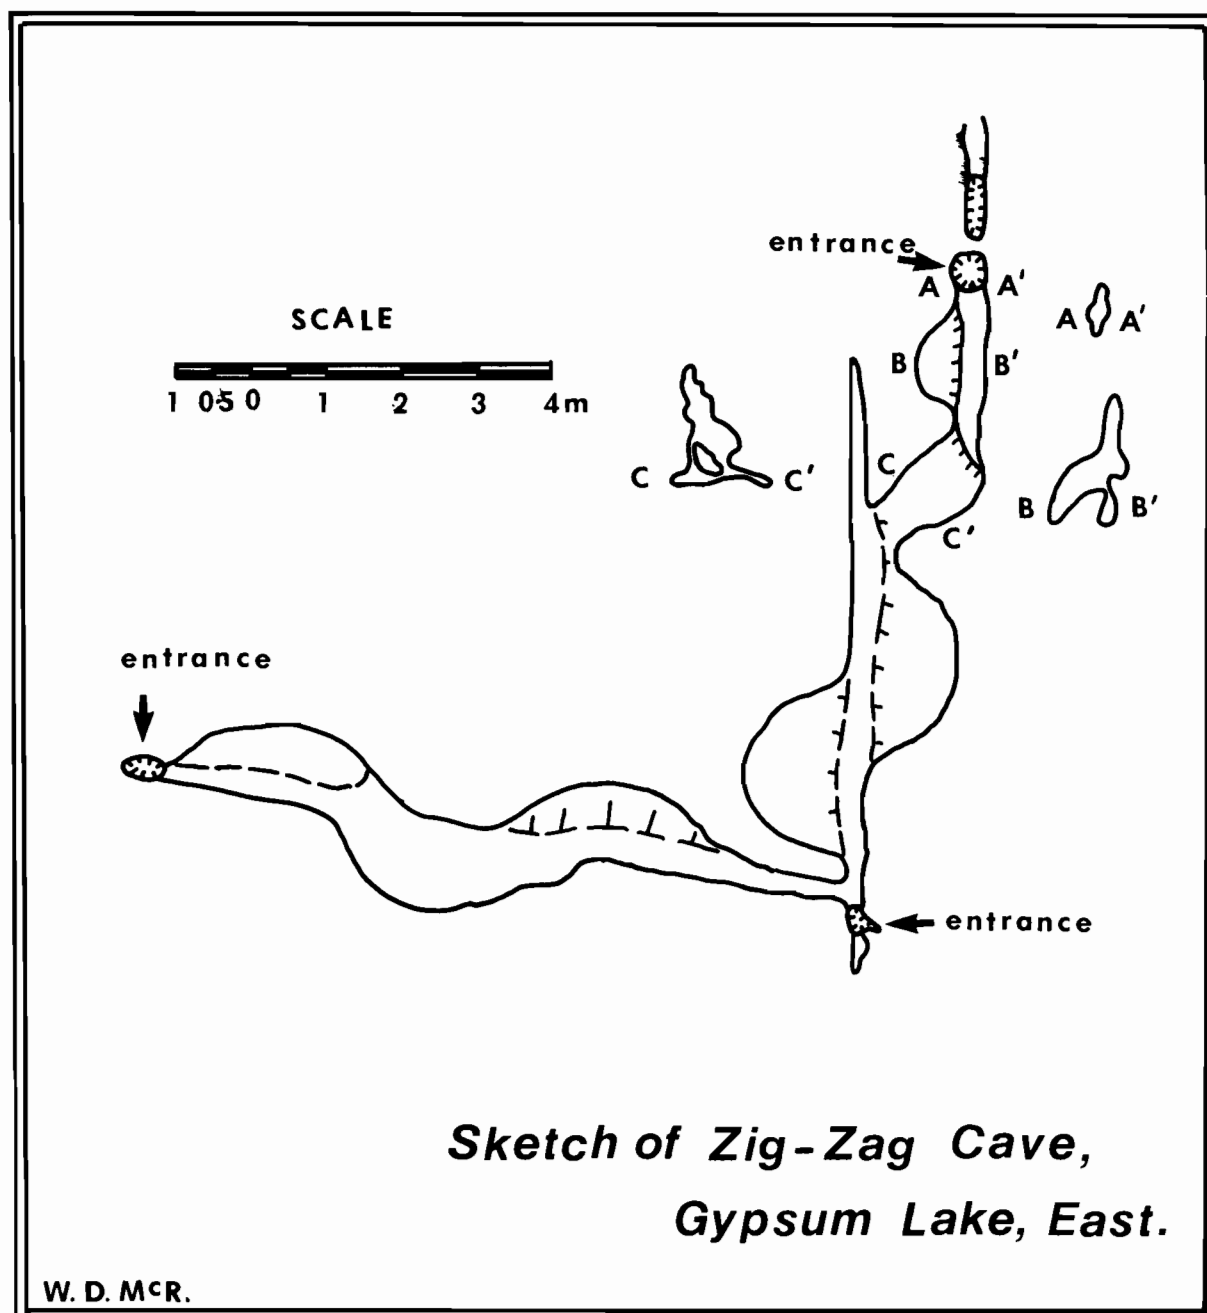 entrance
A A'
A A'
SCALE
B B'
1 0·5 0 1 2 3 4m
C
C C'
B B'
C'
entrance
entrance
Sketch of Zig-Zag Cave,
Gypsum Lake, East.
W. D. McR.